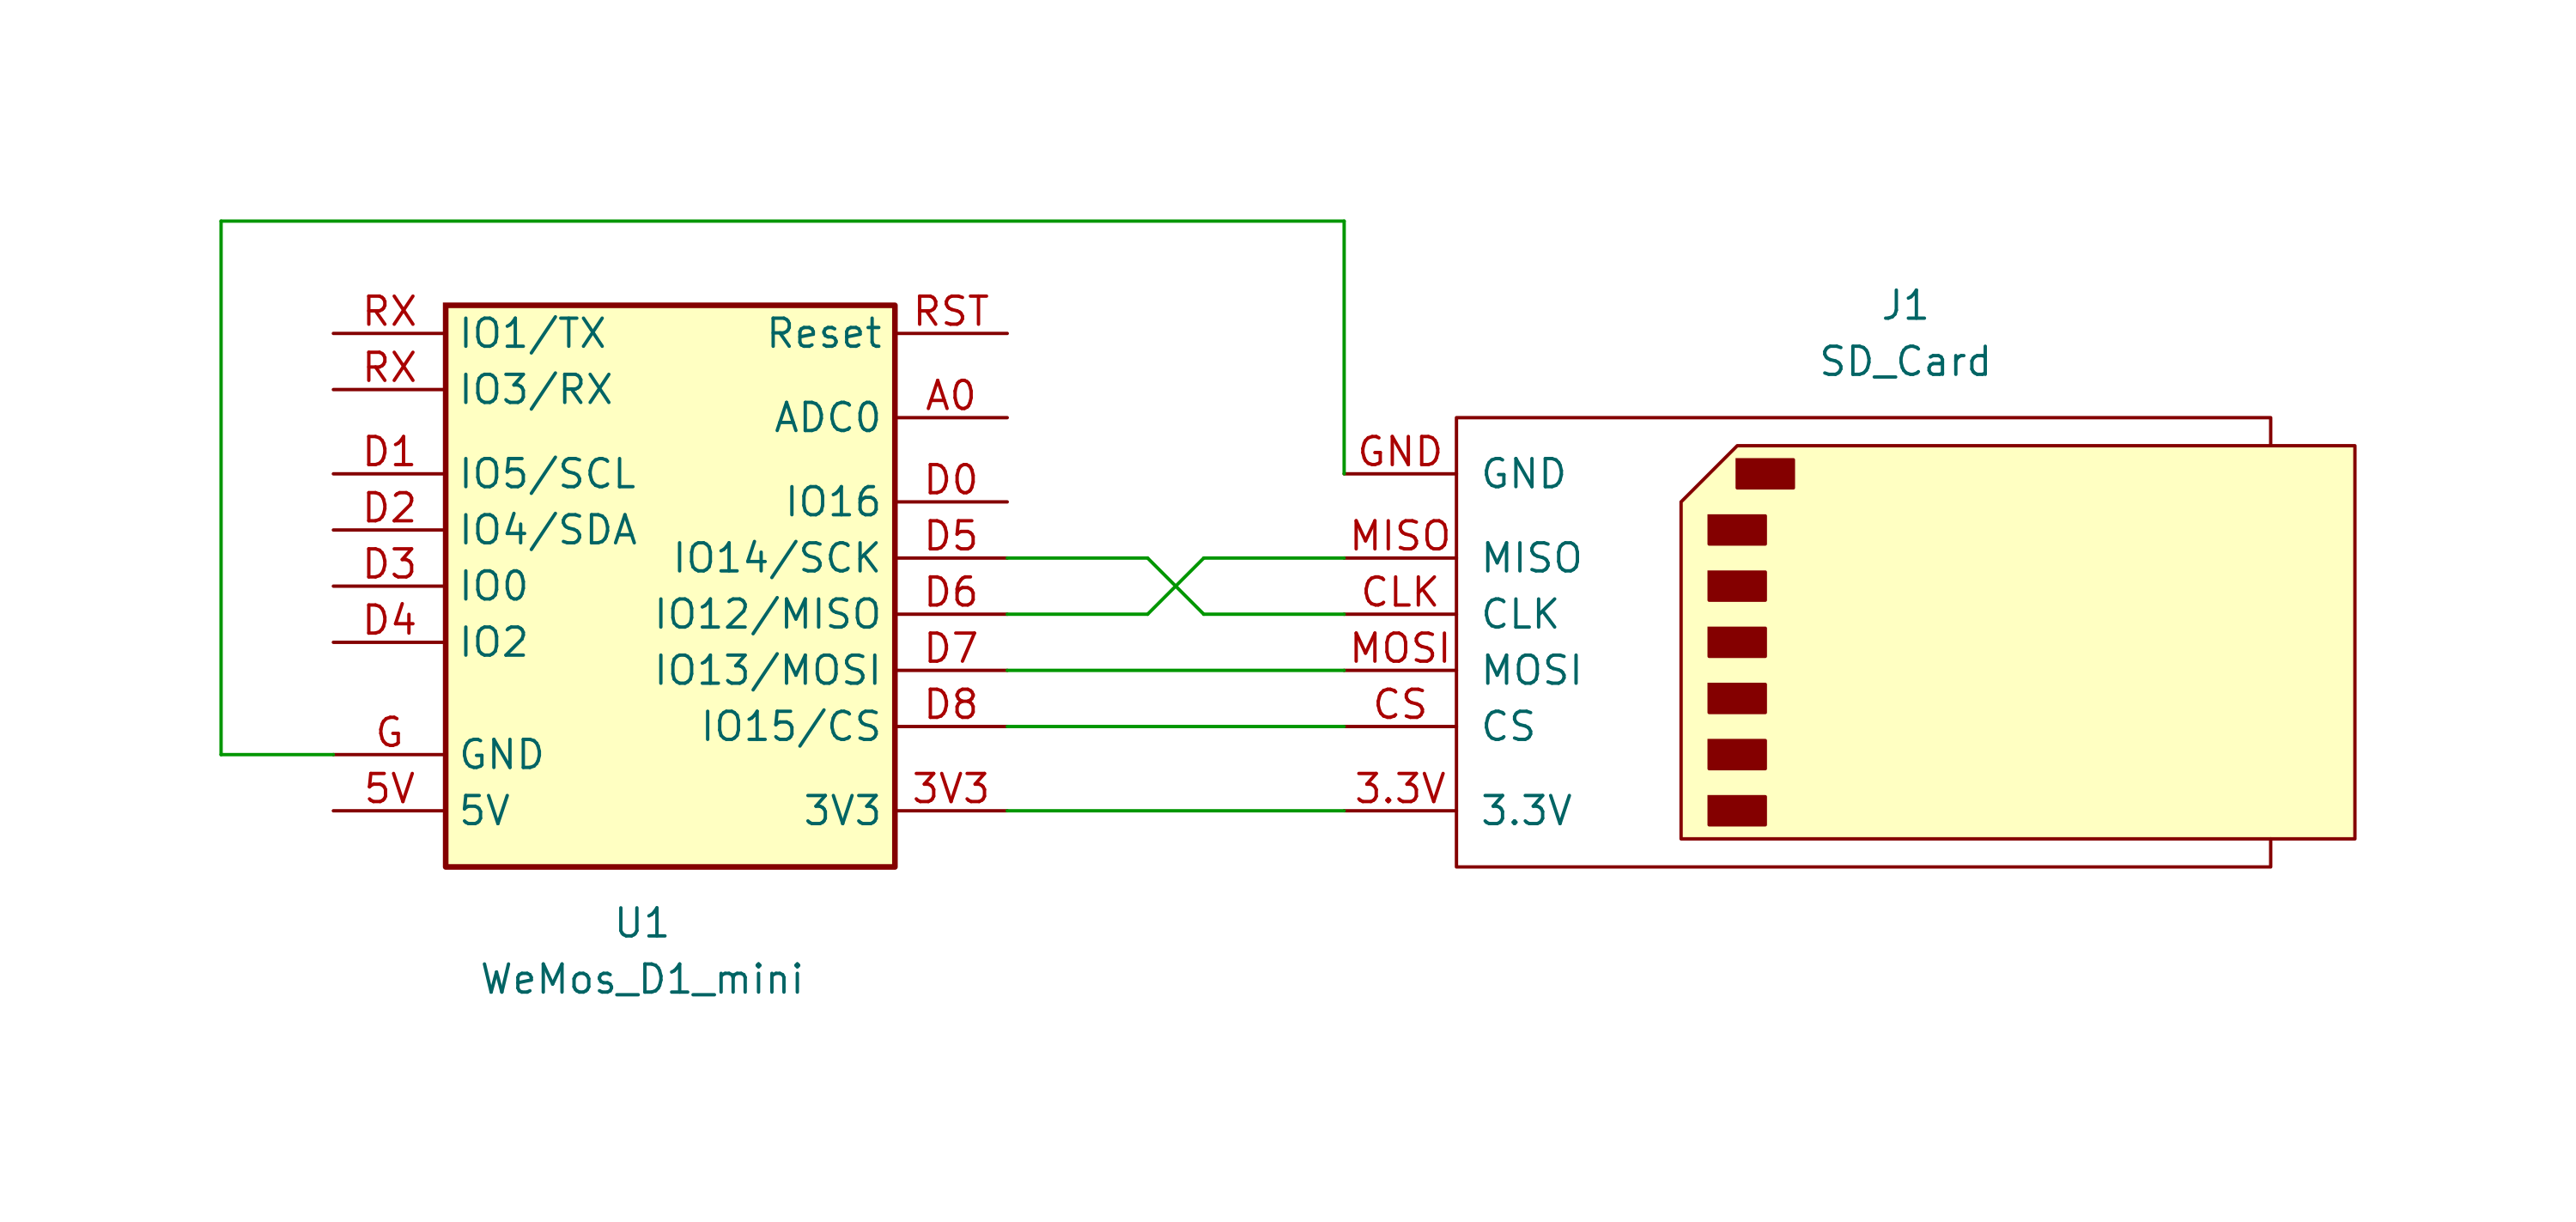 RX
IO1/TX
RX
IO3/RX
D1
IO5/SCL
D2
IO4/SDA
D3
IO0
D4
IO2
G
GND
5V
5V
RST
Reset
A0
ADC0
D0
IO16
D5
IO14/SCK
D6
IO12/MISO
D7
IO13/MOSI
D8
IO15/CS
3V3
3V3
U1
WeMos_D1_mini
J1
SD_Card
GND
GND
MISO
MISO
CLK
CLK
MOSI
MOSI
CS
CS
3.3V
3.3V